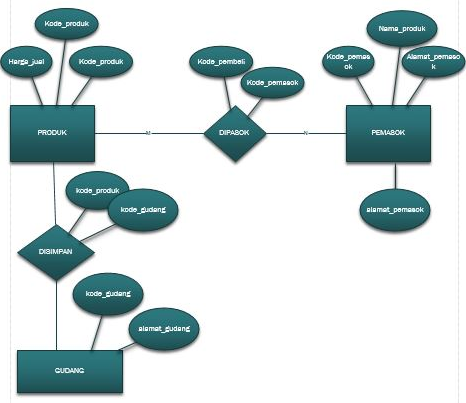 Kode_produk
Nama_produk
Harga_jual
Kode_produk
Kode_pembeli
Kode_pemas
ok
Alamat_pemaso
k
Kode_pemasok
PRODUK
M
DIPASOK
N
PEMASOK
kode_produk
kode_gudang
alamat_pemasok
DISIMPAN
kode_gudang
alamat_gudang
GUDANG